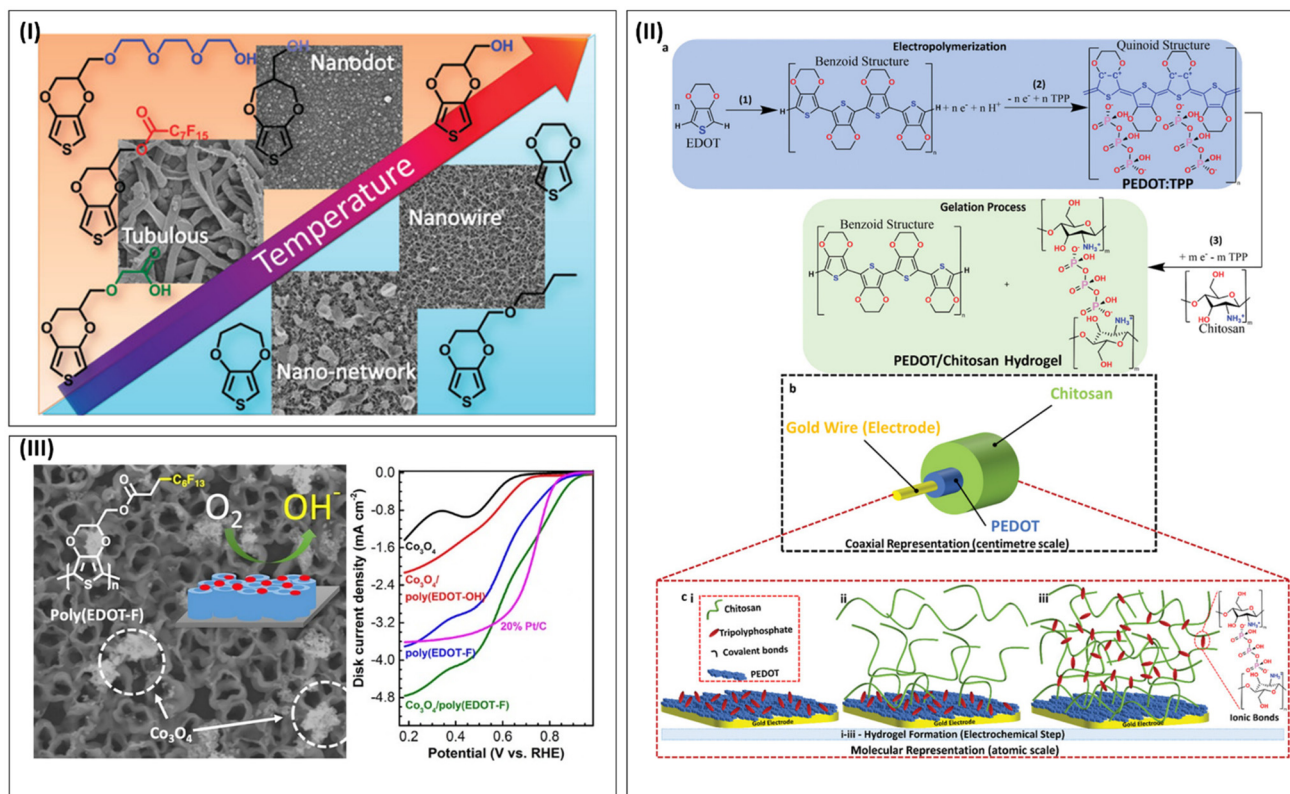 (I)
OH
OH
OH
O O O O
Nanodot
O O
O O
O O
S
O
C₇F₁₅
O
S
S
O O
S
O O
S
Tubulous
Temperature
Nanowire
O
OH
O
O O
S
O O
S
Nano-network
O
O O
S
(II)
a
Electropolymerization
Benzoid Structure
Quinoid Structure
n
H H
EDOT
(1)
H
H + n e⁻ + n H⁺
n
(2)
- n e⁻ + n TPP
PEDOT:TPP
n
Gelation Process
Benzoid Structure
H
H
n
+
m
(3)
+ m e⁻ - m TPP
NH₃⁺
m
Chitosan
PEDOT/Chitosan Hydrogel
b
Chitosan
Gold Wire (Electrode)
PEDOT
Coaxial Representation (centimetre scale)
c i
ii
iii
Chitosan
Tripolyphosphate
Covalent bonds
PEDOT
Gold Electrode
Gold Electrode
Gold Electrode
Ionic Bonds
i-iii - Hydrogel Formation (Electrochemical Step)
Molecular Representation (atomic scale)
(III)
C₆F₁₃
O
O
O O
S
n
Poly(EDOT-F)
O₂
OH⁻
Co₃O₄
Disk current density (mA cm⁻²)
0.0
-0.8
-1.6
-2.4
-3.2
-4.0
-4.8
Co₃O₄
Co₃O₄/
poly(EDOT-OH)
20% Pt/C
poly(EDOT-F)
Co₃O₄/poly(EDOT-F)
0.2 0.4 0.6 0.8
Potential (V vs. RHE)